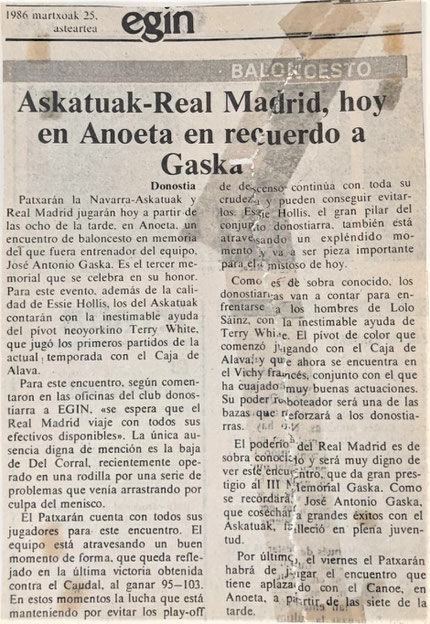 1986 martxoak 25,
asteartea
egin
BALONCESTO
Askatuak-Real Madrid, hoy
en Anoeta en recuerdo a
Gaska
Donostia
Patxarán la Navarra-Askatuak y
Real Madrid jugarán hoy a partir de
las ocho de la tarde, en Anoeta, un
encuentro de baloncesto en memoria
del que fuera entrenador del equipo,
José Antonio Gaska. Es el tercer me-
morial que se celebra en su honor.
Para este evento, además de la cali-
dad de Essie Hollis, los del Askatuak
contarán con la inestimable ayuda
del pívot neoyorkino Terry White,
que jugó los primeros partidos de la
actual temporada con el Caja de
Alava.
Para este encuentro, según comen-
taron en las oficinas del club donos-
tiarra a EGIN, «se espera que el
Real Madrid viaje con todos sus
efectivos disponibles». La única au-
sencia digna de mención es la baja
de Del Corral, recientemente oper-
ado en una rodilla por una serie de
problemas que venía arrastrando por
culpa del menisco.
El Patxarán cuenta con todos sus
jugadores para este encuentro. El
equipo está atravesando un buen
momento de forma, que queda refle-
jado en la última victoria obtenida
contra el Caudal, al ganar 95—103.
En estos momentos la lucha que está
manteniendo por evitar los play-off
de descenso continúa con toda su
crudeza y pueden conseguir evitar-
los. Essie Hollis, el gran pilar del
conjunto donostiarra, también está
atravesando un expléndido mo-
mento y va a ser pieza importante
para el amistoso de hoy.
Como es de sobra conocido, los
donostiarras van a contar para en-
frentarse a los hombres de Lolo
Sáinz, con la inestimable ayuda de
Terry White. El pívot de color que
comenzó jugando con el Caja de
Alava, y que ahora se encuentra en
el Vichy francés, conjunto con el que
ha cuajado muy buenas actuaciones.
Su poder reboteador será una de las
bazas que reforzará a los donostia-
rras.
El poderío del Real Madrid es de
sobra conocido y será muy digno de
ver este encuentro, que da gran pres-
tigio al III Memorial Gaska. Como
se recordará, José Antonio Gaska,
que cosechara grandes éxitos con el
Askatuak, falleció en plena juven-
tud.
Por último, el viernes el Patxarán
habrá de jugar el encuentro que
tiene aplazado con el Canoe, en
Anoeta, a partir de las siete de la
tarde.